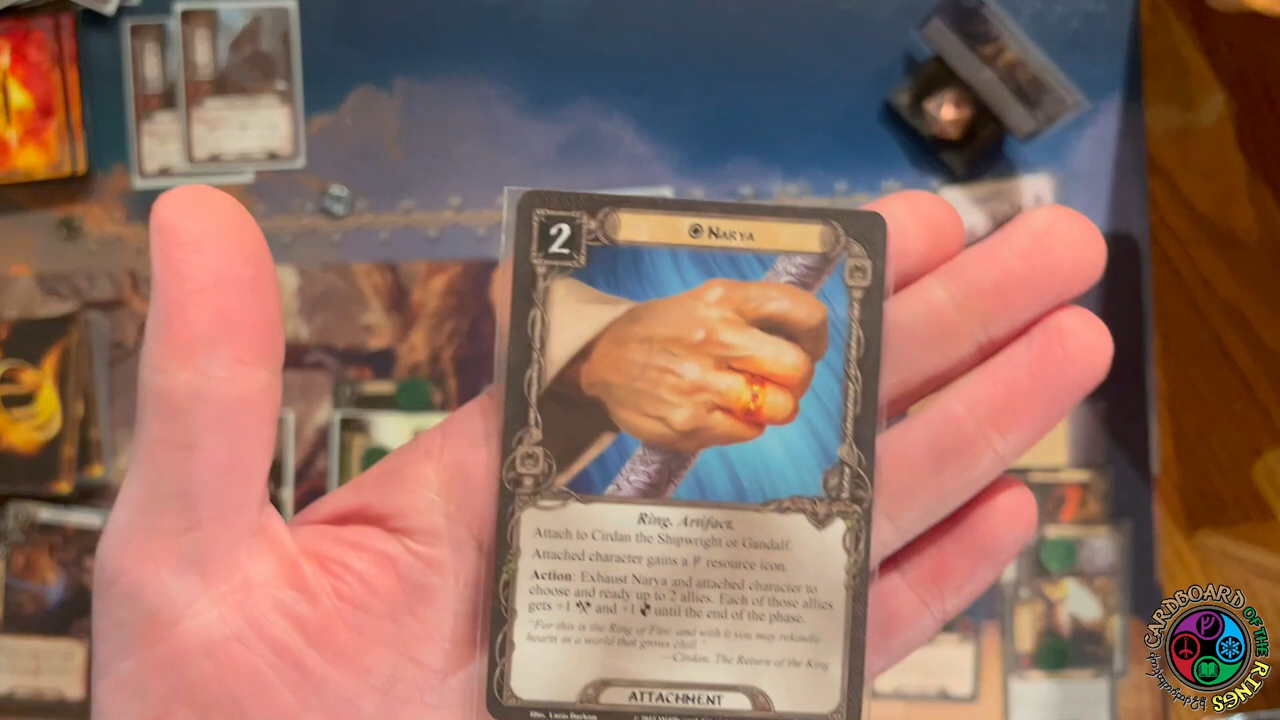 2
Narya
Ring. Artifact.
Attach to Cirdan the Shipwright or Gandalf.
Attached character gains a resource icon.
Action: Exhaust Narya and attached character to
choose and ready up to 2 allies. Each of those allies
gets +1 and +1 until the end of the phase.
"For this is the Ring of Fire, and with it you may rekindle
hearts in a world that grows chill."
—Cirdan, The Return of the King
ATTACHMENT
CARDBOARD OF THE RINGS